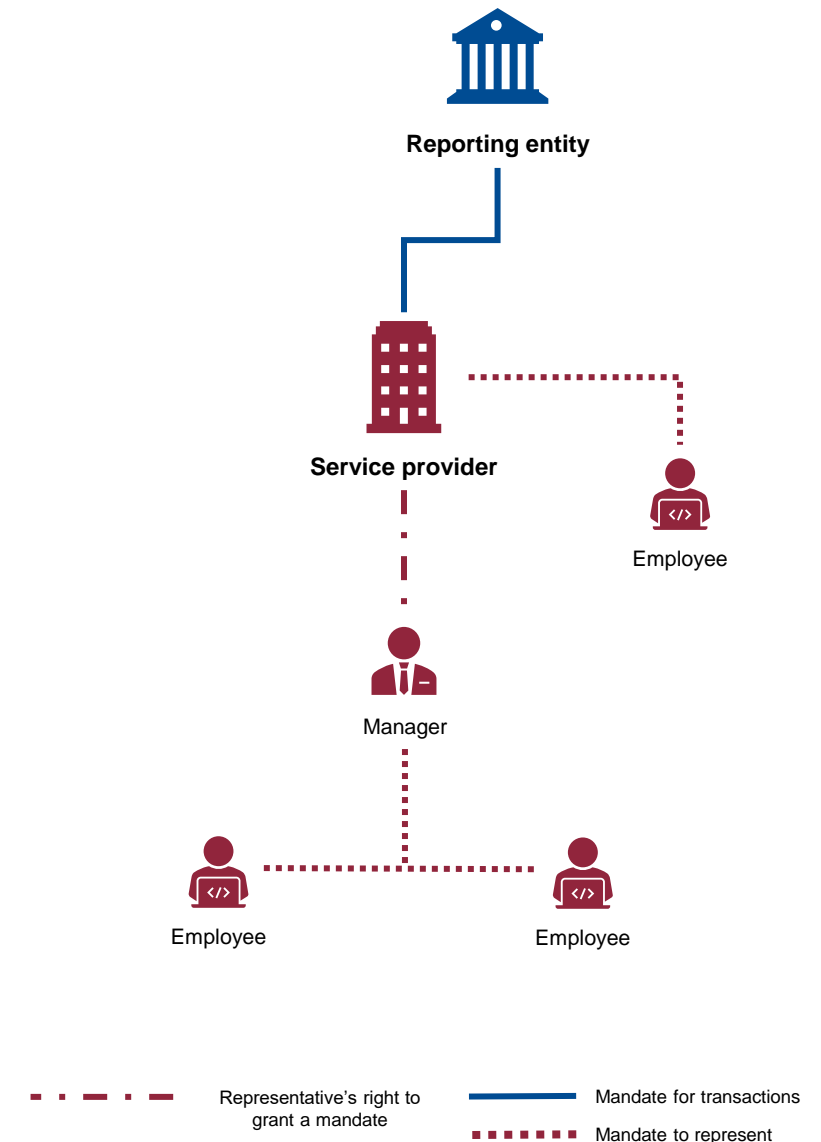 Reporting entity
Service provider
</>
Employee
Manager
</>
</>
Employee
Employee
Representative's right to
grant a mandate
Mandate for transactions
Mandate to represent